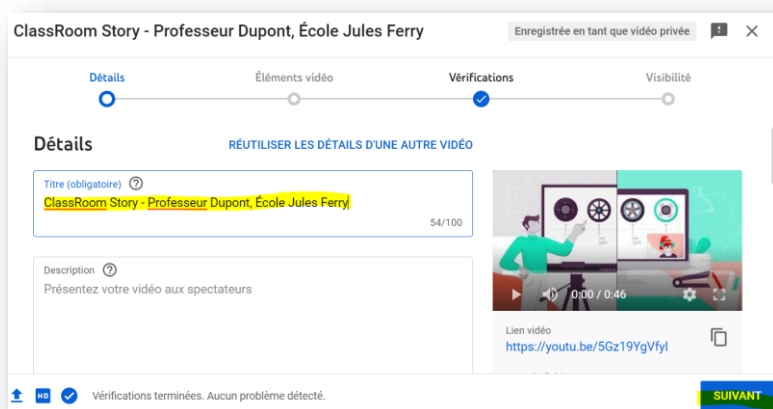 ClassRoom Story - Professeur Dupont, École Jules Ferry
Enregistrée en tant que vidéo privée
Détails
Éléments vidéo
Vérifications
Visibilité
Détails
RÉUTILISER LES DÉTAILS D'UNE AUTRE VIDÉO
Titre (obligatoire)
ClassRoom Story - Professeur Dupont, École Jules Ferry
54/100
Description
Présentez votre vidéo aux spectateurs
0:00 / 0:46
Lien vidéo
https://youtu.be/5Gz19YgVfyI
HD
Vérifications terminées. Aucun problème détecté.
SUIVANT